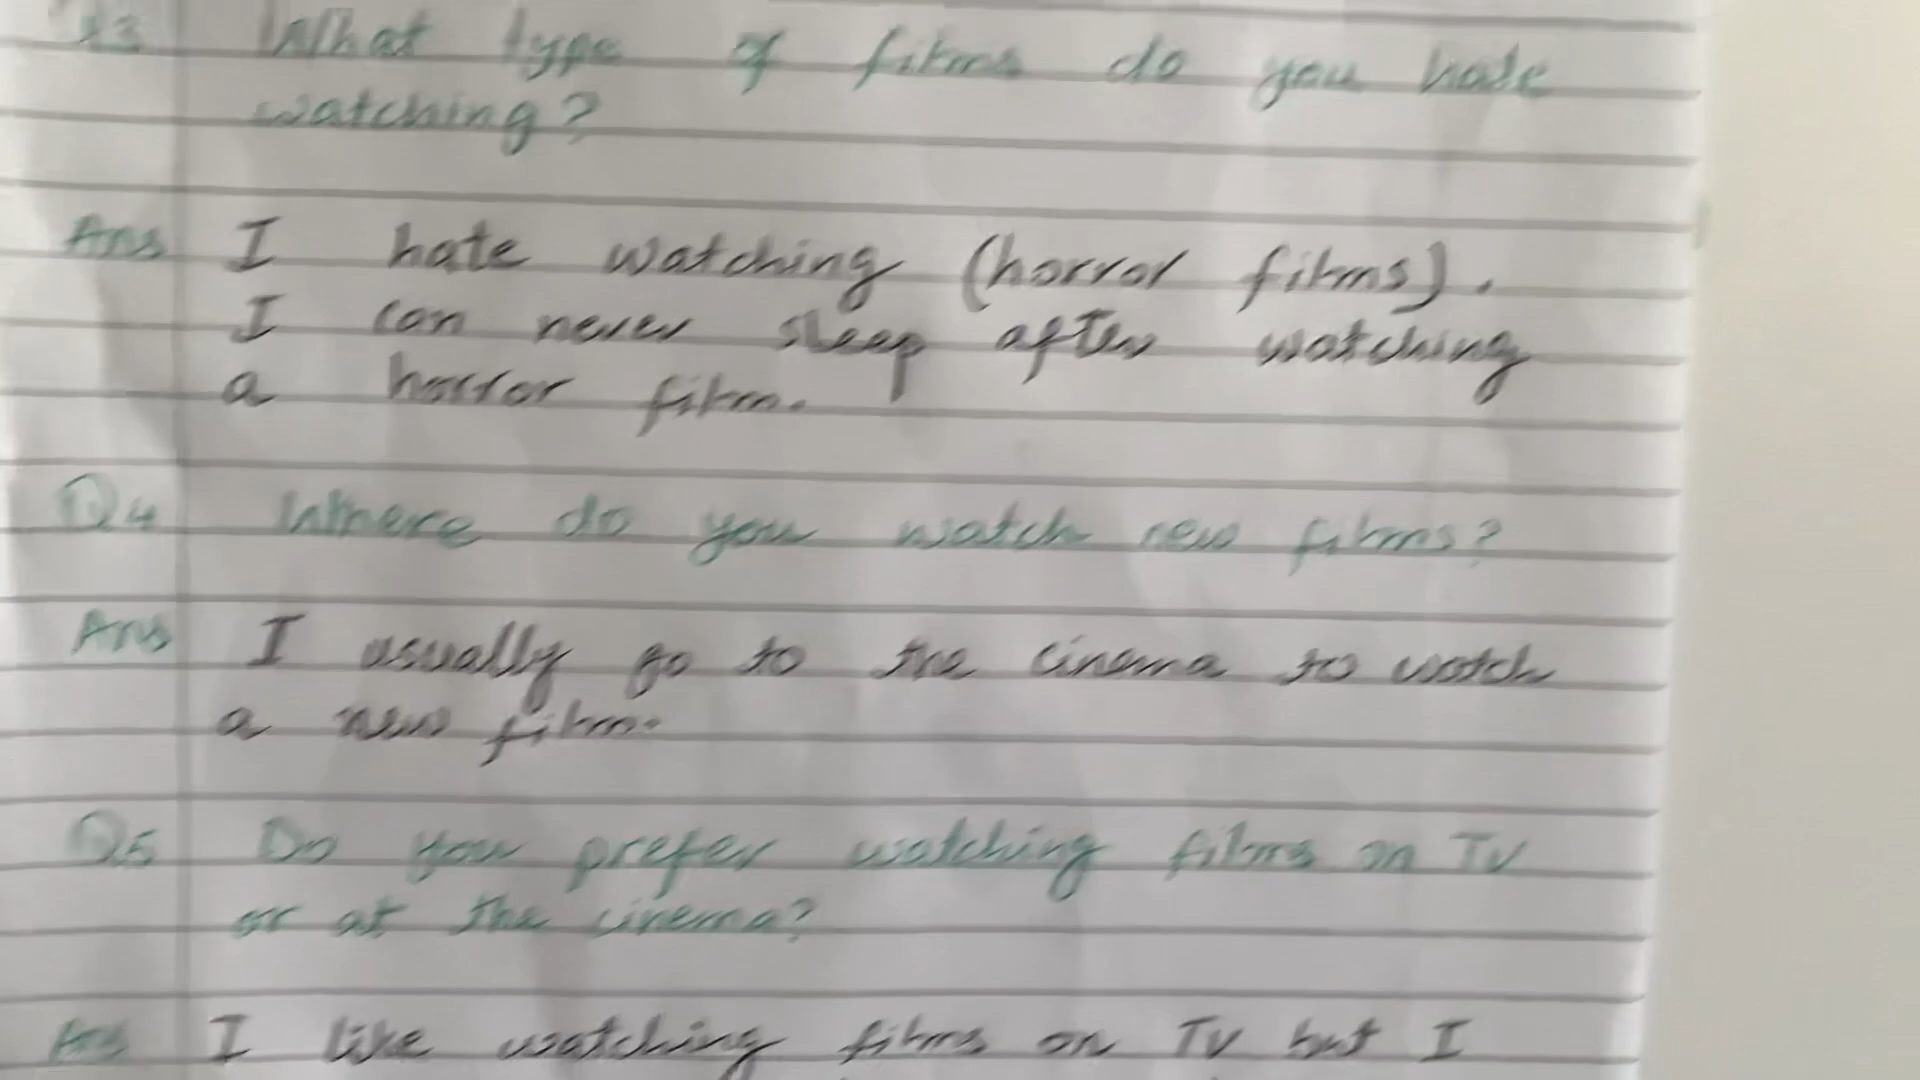 Q3 What type of films do you hate
watching?
Ans I hate watching (horror films).
I can never sleep after watching
a horror film.
Q4 Where do you watch new films?
Ans I usually go to the cinema to watch
a new film.
Q5 Do you prefer watching films on TV
or at the cinema?
Ans I like watching films on TV but I